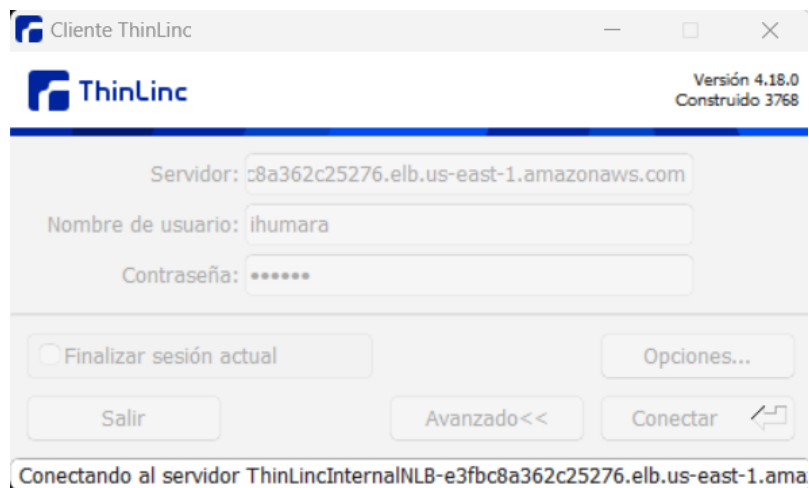 Cliente ThinLinc
ThinLinc
Versión 4.18.0
Construido 3768
Servidor: c8a362c25276.elb.us-east-1.amazonaws.com
Nombre de usuario: ihumara
Contraseña: ••••••
Finalizar sesión actual
Opciones...
Salir
Avanzado<<
Conectar
Conectando al servidor ThinLincInternalNLB-e3fbc8a362c25276.elb.us-east-1.ama